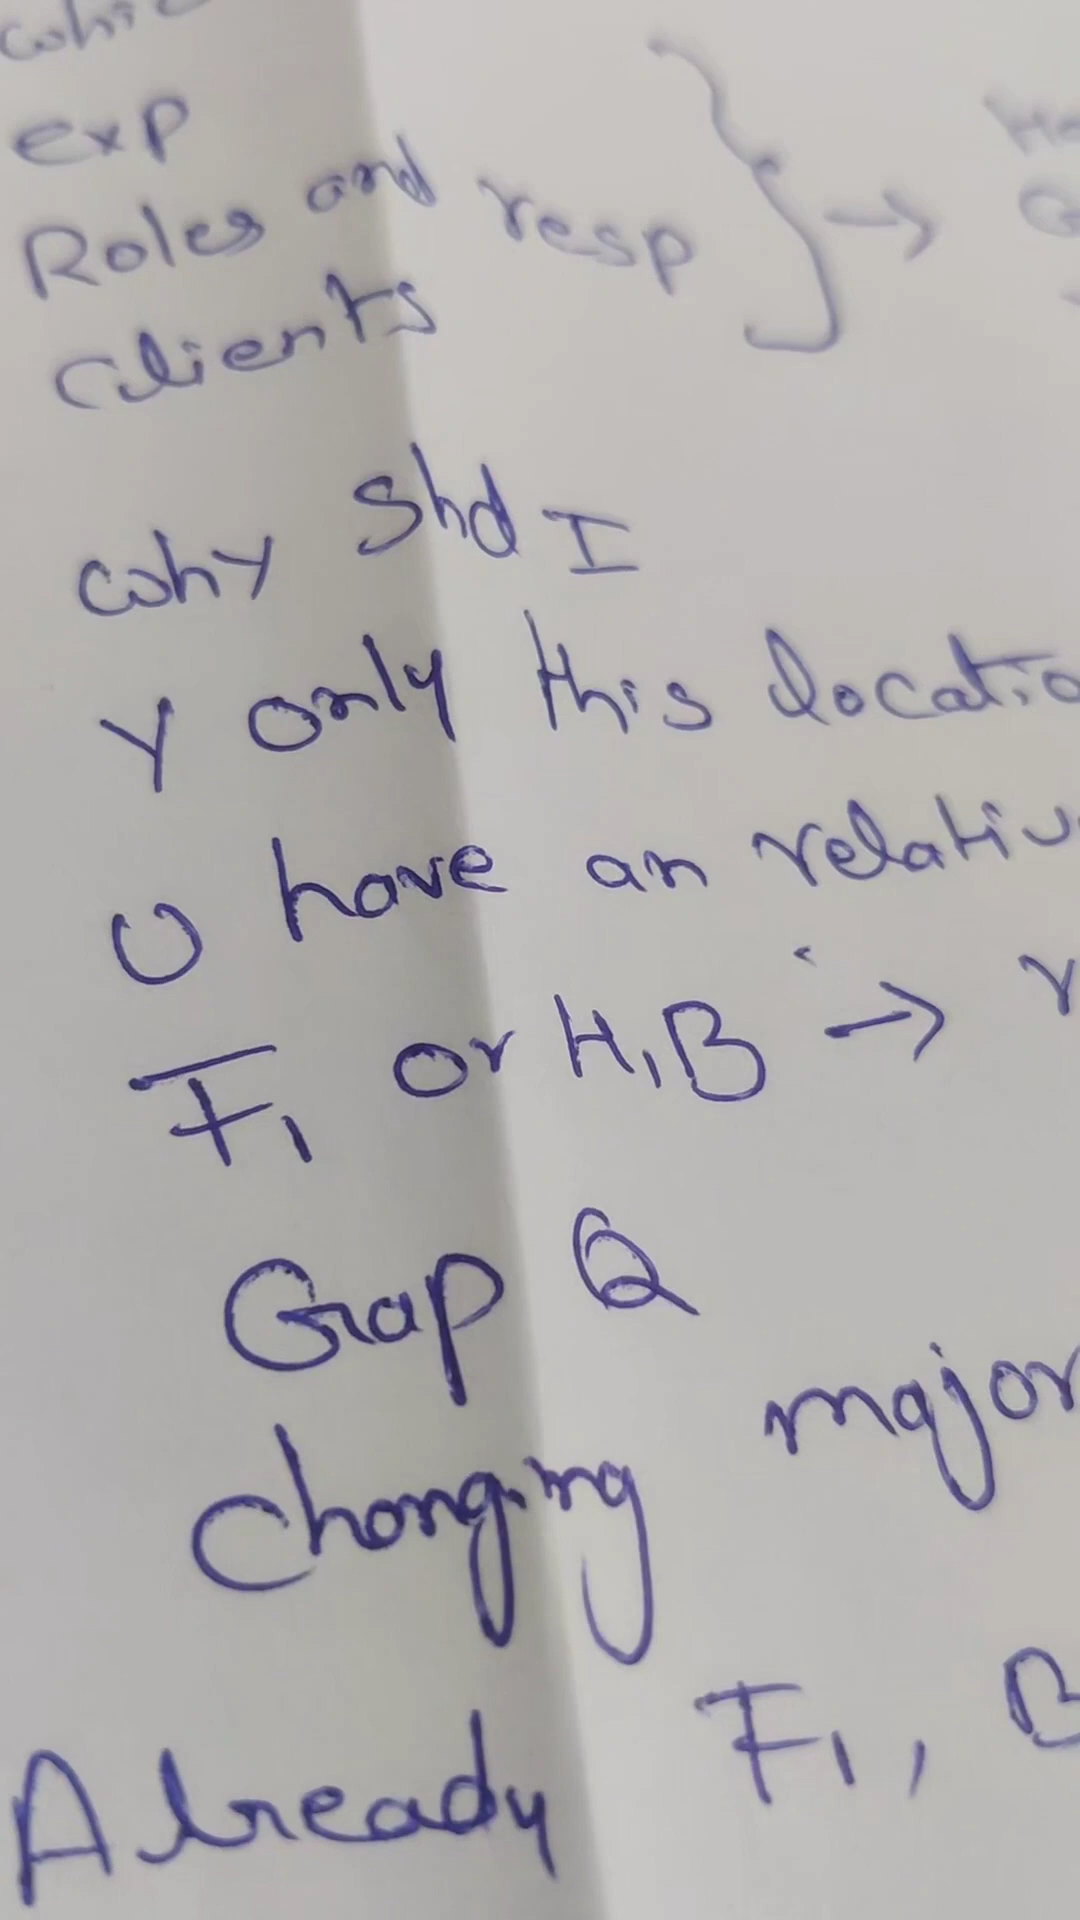 exp
Roles and resp } →
clients
why shd I
Y only this locatio
U have an relativ
F1 or H1B →
Gap Q
changing major
Already F1, B